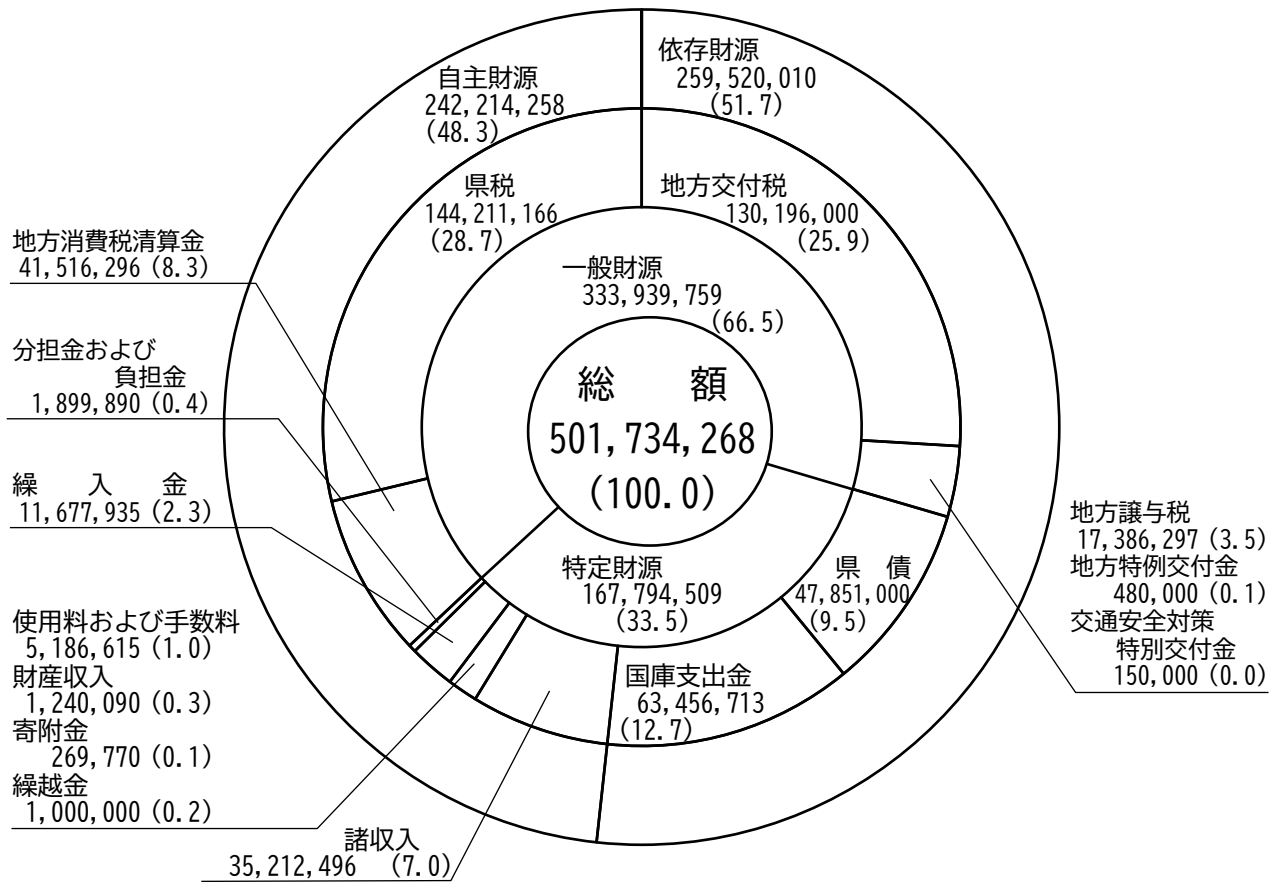 依存財源
259,520,010
(51.7)
自主財源
242,214,258
(48.3)
県税
144,211,166
(28.7)
地方交付税
130,196,000
(25.9)
地方消費税清算金
41,516,296 (8.3)
一般財源
333,939,759
(66.5)
分担金および
負担金
1,899,890 (0.4)
総　額
501,734,268
(100.0)
繰　入　金
11,677,935 (2.3)
地方譲与税
17,386,297 (3.5)
地方特例交付金
480,000 (0.1)
交通安全対策
特別交付金
150,000 (0.0)
特定財源
167,794,509
(33.5)
県　債
47,851,000
(9.5)
使用料および手数料
5,186,615 (1.0)
財産収入
1,240,090 (0.3)
寄附金
269,770 (0.1)
繰越金
1,000,000 (0.2)
国庫支出金
63,456,713
(12.7)
諸収入
35,212,496 (7.0)